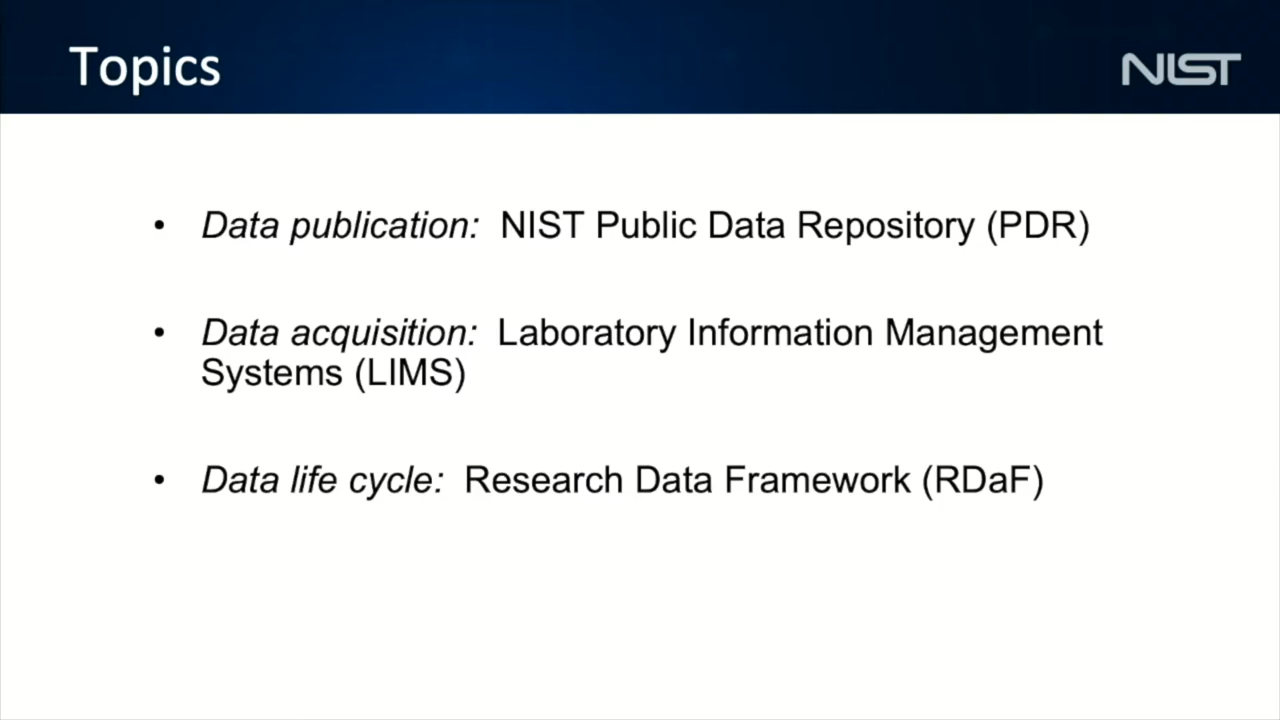 Topics
NIST
• Data publication: NIST Public Data Repository (PDR)
• Data acquisition: Laboratory Information Management
Systems (LIMS)
• Data life cycle: Research Data Framework (RDaF)